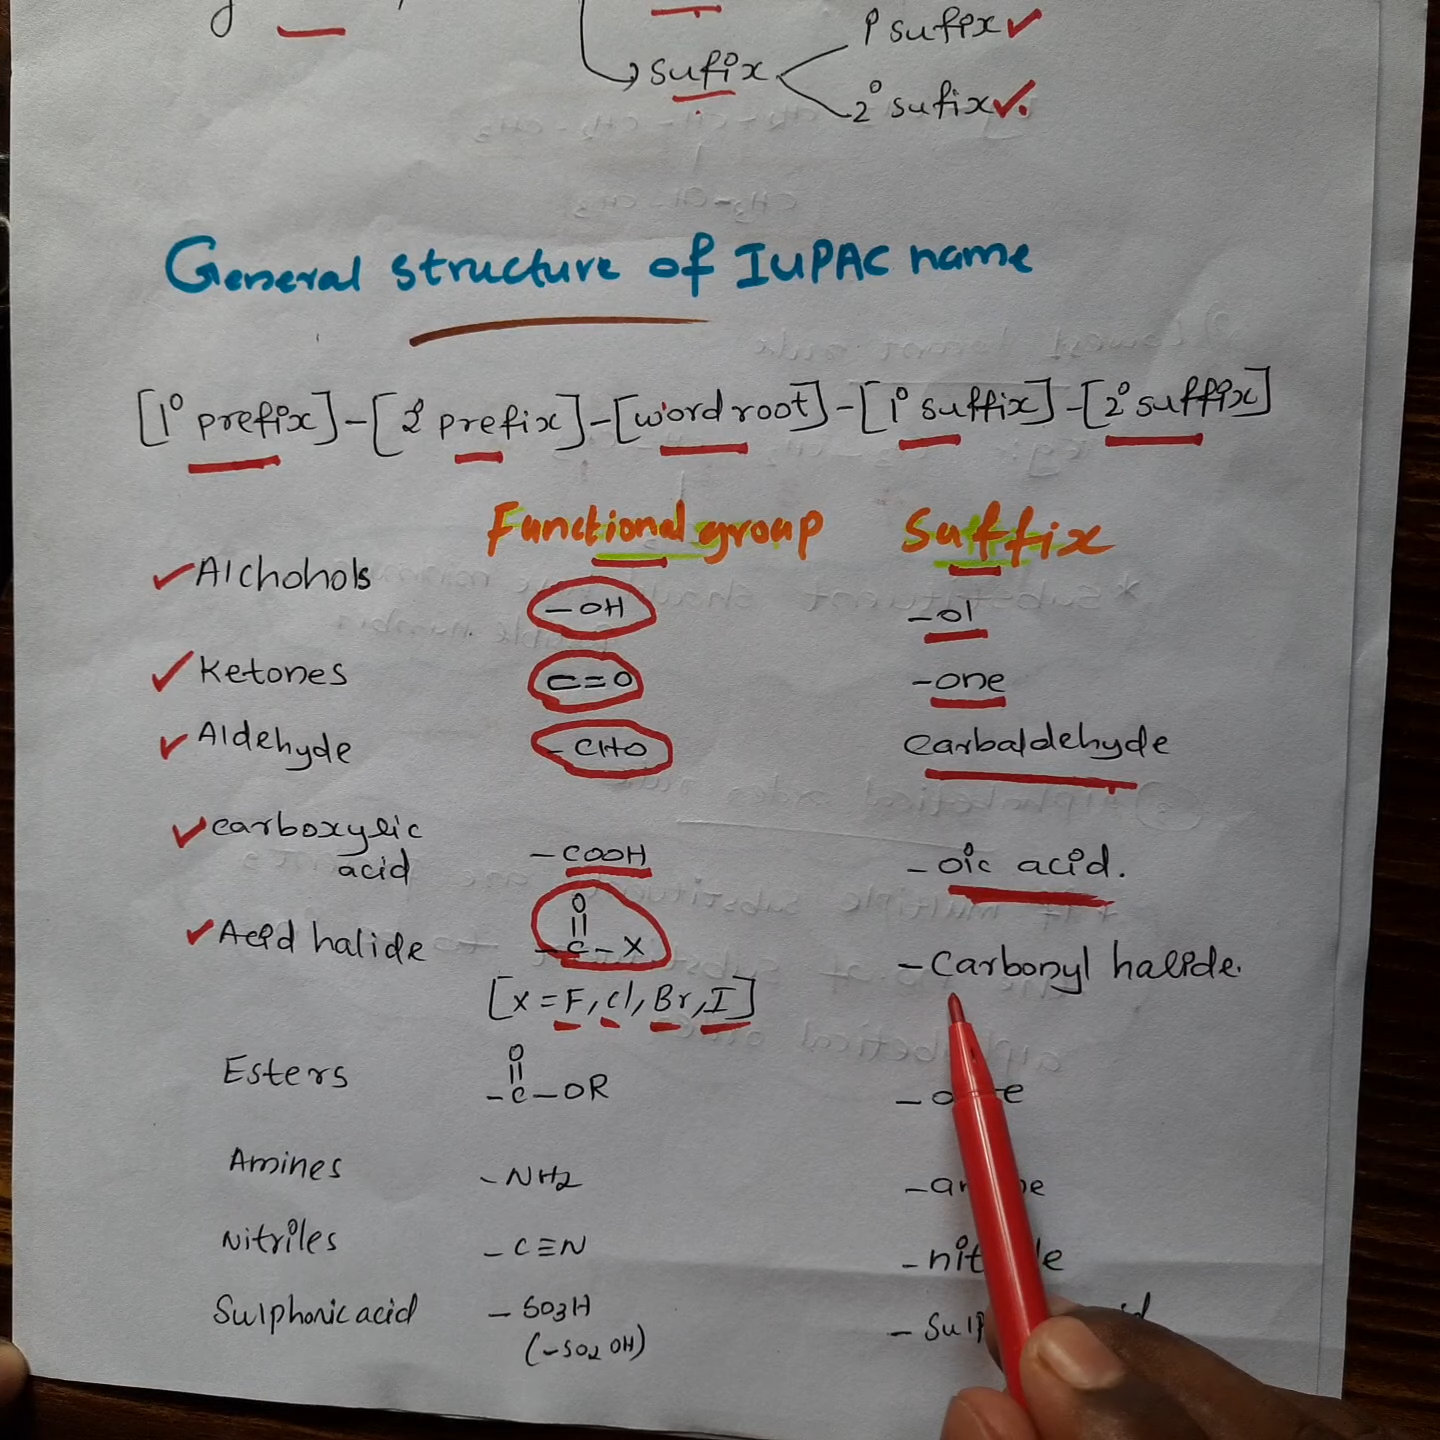 1 sufix
sufix
2° sufix
General structure of IUPAC name
[1° prefix]-[2° prefix]-[word root]-[1° suffix]-[2° suffix]
Functional group Suffix
Alchohols -OH -ol
Ketones C=O -one
Aldehyde -CHO Carbaldehyde
Carboxylic
acid -COOH -oic acid.
O
||
Acid halide -C-X -Carbonyl halide.
[X=F, Cl, Br, I]
O
||
Esters -C-OR
Amines -NH2
Nitriles -C≡N
Sulphonic acid -SO3H
(-SO2OH)